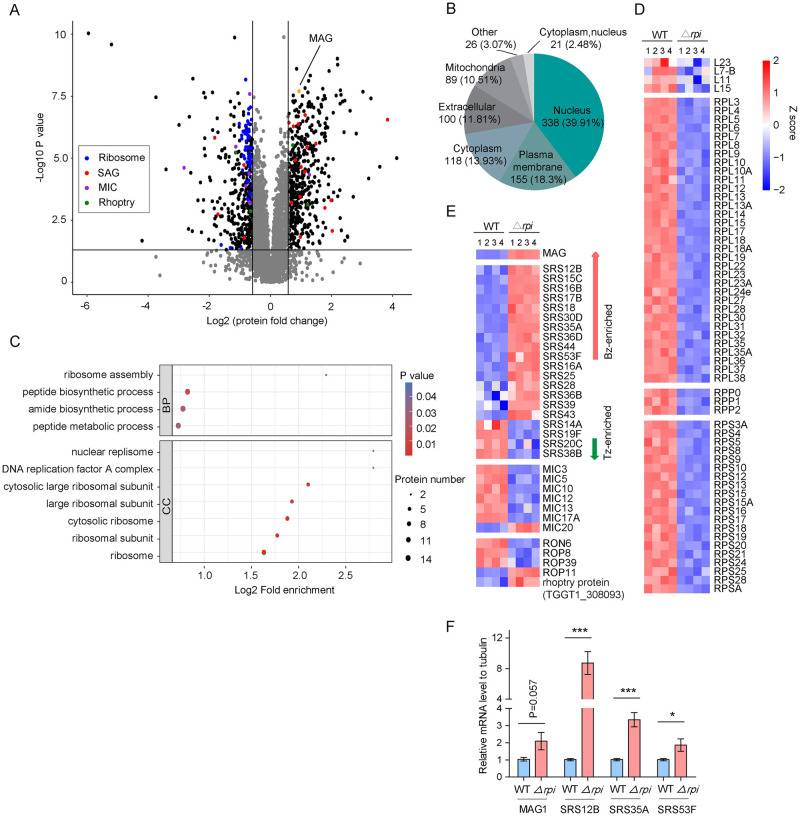 A
10.0
7.5
5.0
2.5
0
-Log10 P value
MAG
Ribosome
SAG
MIC
Rhoptry
−6
−4
−2
0
2
4
Log2 (protein fold change)
B
Other
26 (3.07%)
Cytoplasm,nucleus
21 (2.48%)
Mitochondria
89 (10.51%)
Extracellular
100 (11.81%)
Cytoplasm
118 (13.93%)
Plasma
membrane
155 (18.3%)
Nucleus
338 (39.91%)
C
BP
ribosome assembly
peptide biosynthetic process
amide biosynthetic process
peptide metabolic process
CC
nuclear replisome
DNA replication factor A complex
cytosolic large ribosomal subunit
large ribosomal subunit
cytosolic ribosome
ribosomal subunit
ribosome
1.0
1.5
2.0
2.5
Log2 Fold enrichment
P value
0.04
0.03
0.02
0.01
Protein number
2
5
8
11
14
D
WT
△rpi
1 2 3 4 1 2 3 4
L23
L7-B
L11
L15
RPL3
RPL4
RPL5
RPL6
RPL7
RPL8
RPL9
RPL10
RPL10A
RPL11
RPL12
RPL13
RPL13A
RPL14
RPL15
RPL17
RPL18
RPL18A
RPL19
RPL22
RPL23
RPL23A
RPL24e
RPL27
RPL28
RPL30
RPL31
RPL32
RPL35
RPL35A
RPL36
RPL37
RPL38
RPP0
RPP1
RPP2
RPS3A
RPS4
RPS5
RPS8
RPS9
RPS10
RPS12
RPS13
RPS15
RPS15A
RPS16
RPS17
RPS18
RPS19
RPS20
RPS21
RPS24
RPS25
RPS28
RPSA
2
1
0
−1
−2
Z score
E
WT
△rpi
1 2 3 4 1 2 3 4
MAG
SRS12B
SRS15C
SRS16B
SRS17B
SRS18
SRS30D
SRS35A
SRS36D
SRS44
SRS53F
SRS16A
SRS25
SRS28
SRS36B
SRS39
SRS43
SRS14A
SRS19F
SRS20C
SRS38B
MIC3
MIC5
MIC10
MIC12
MIC13
MIC17A
MIC20
RON6
ROP8
ROP39
ROP11
rhoptry protein
(TGGT1_308093)
Bz-enriched
Tz-enriched
F
Relative mRNA level to tubulin
12
8
4
3
2
1
0
P=0.057
***
***
*
WT △rpi WT △rpi WT △rpi WT △rpi
MAG1
SRS12B
SRS35A
SRS53F